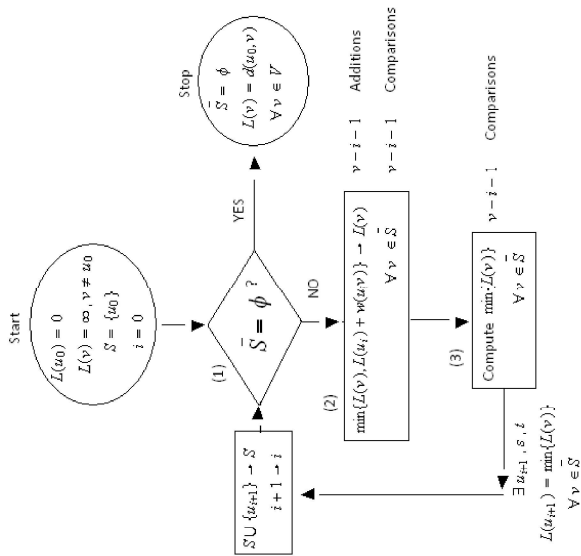 Start
L(u₀) = 0
L(v) = ∞, v ≠ u₀
S = {u₀}
i = 0
(1)
S̄ = ϕ ?
YES
Stop
S̄ = ϕ
L(v) = d(u₀, v)
∀ v ∈ V
NO
(2)
min{L(v), L(uᵢ) + w(uᵢv)} → L(v)
∀ v ∈ S̄
v − i − 1 Additions
v − i − 1 Comparisons
(3)
Compute min·L(v)}
∀ v ∈ S̄
v − i − 1 Comparisons
∃ uᵢ₊₁, s, i
L(uᵢ₊₁) = min{L(v)}
∀ v ∈ S̄
S∪{uᵢ₊₁} → S
i + 1 → i